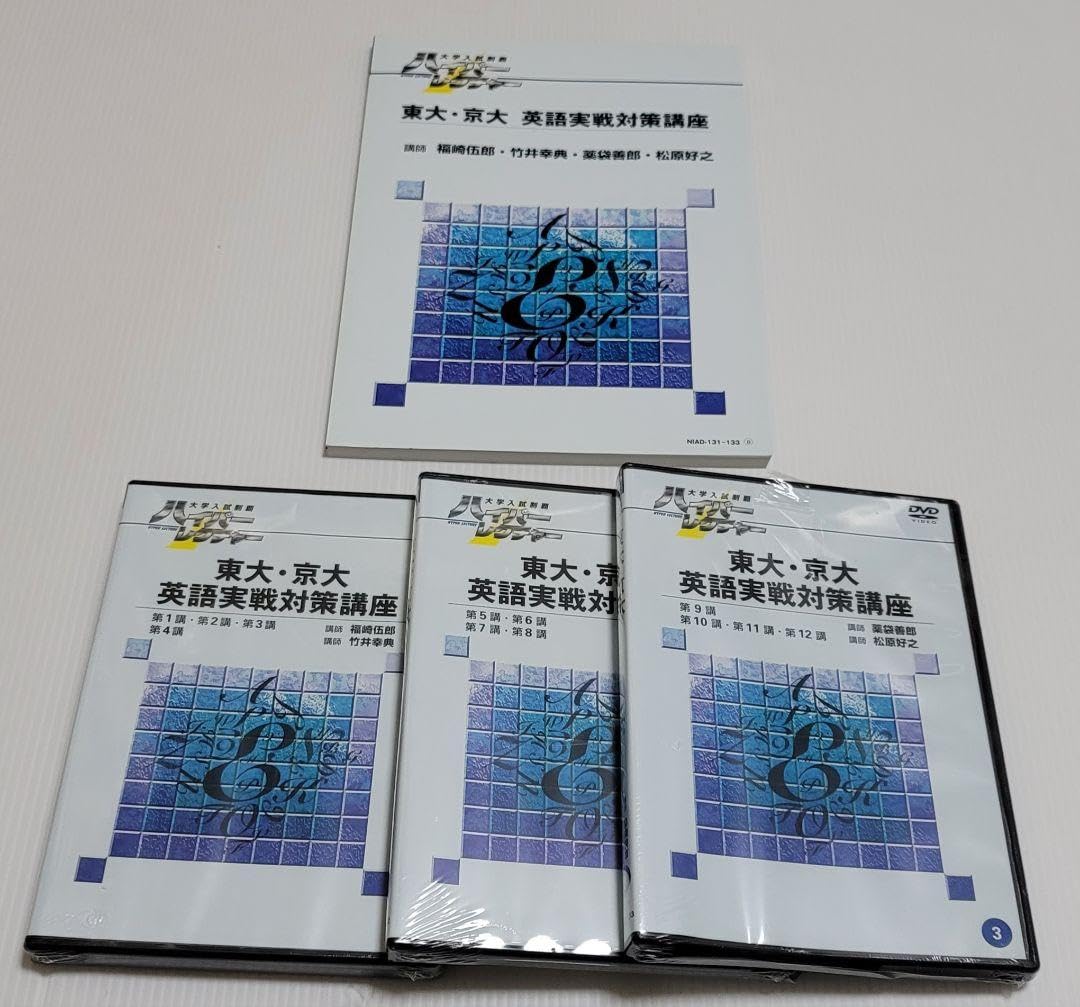 大学入試制覇
ハイパー
レクチャー
HYPER LECTURE
東大・京大 英語実戦対策講座
講師 福崎伍郎・竹井幸典・薬袋善郎・松原好之
NIAD-131~133
大学入試制覇
ハイパー
レクチャー
HYPER LECTURE
東大・京大
英語実戦対策講座
第1講・第2講・第3講 講師 福崎伍郎
第4講 講師 竹井幸典
大学入試制覇
ハイパー
レクチャー
HYPER LECTURE
東大・京
英語実戦対
第5講・第6講
第7講・第8講
大学入試制覇
ハイパー
レクチャー
HYPER LECTURE
DVD
VIDEO
東大・京大
英語実戦対策講座
第9講 講師 薬袋善郎
第10講・第11講・第12講 講師 松原好之
3